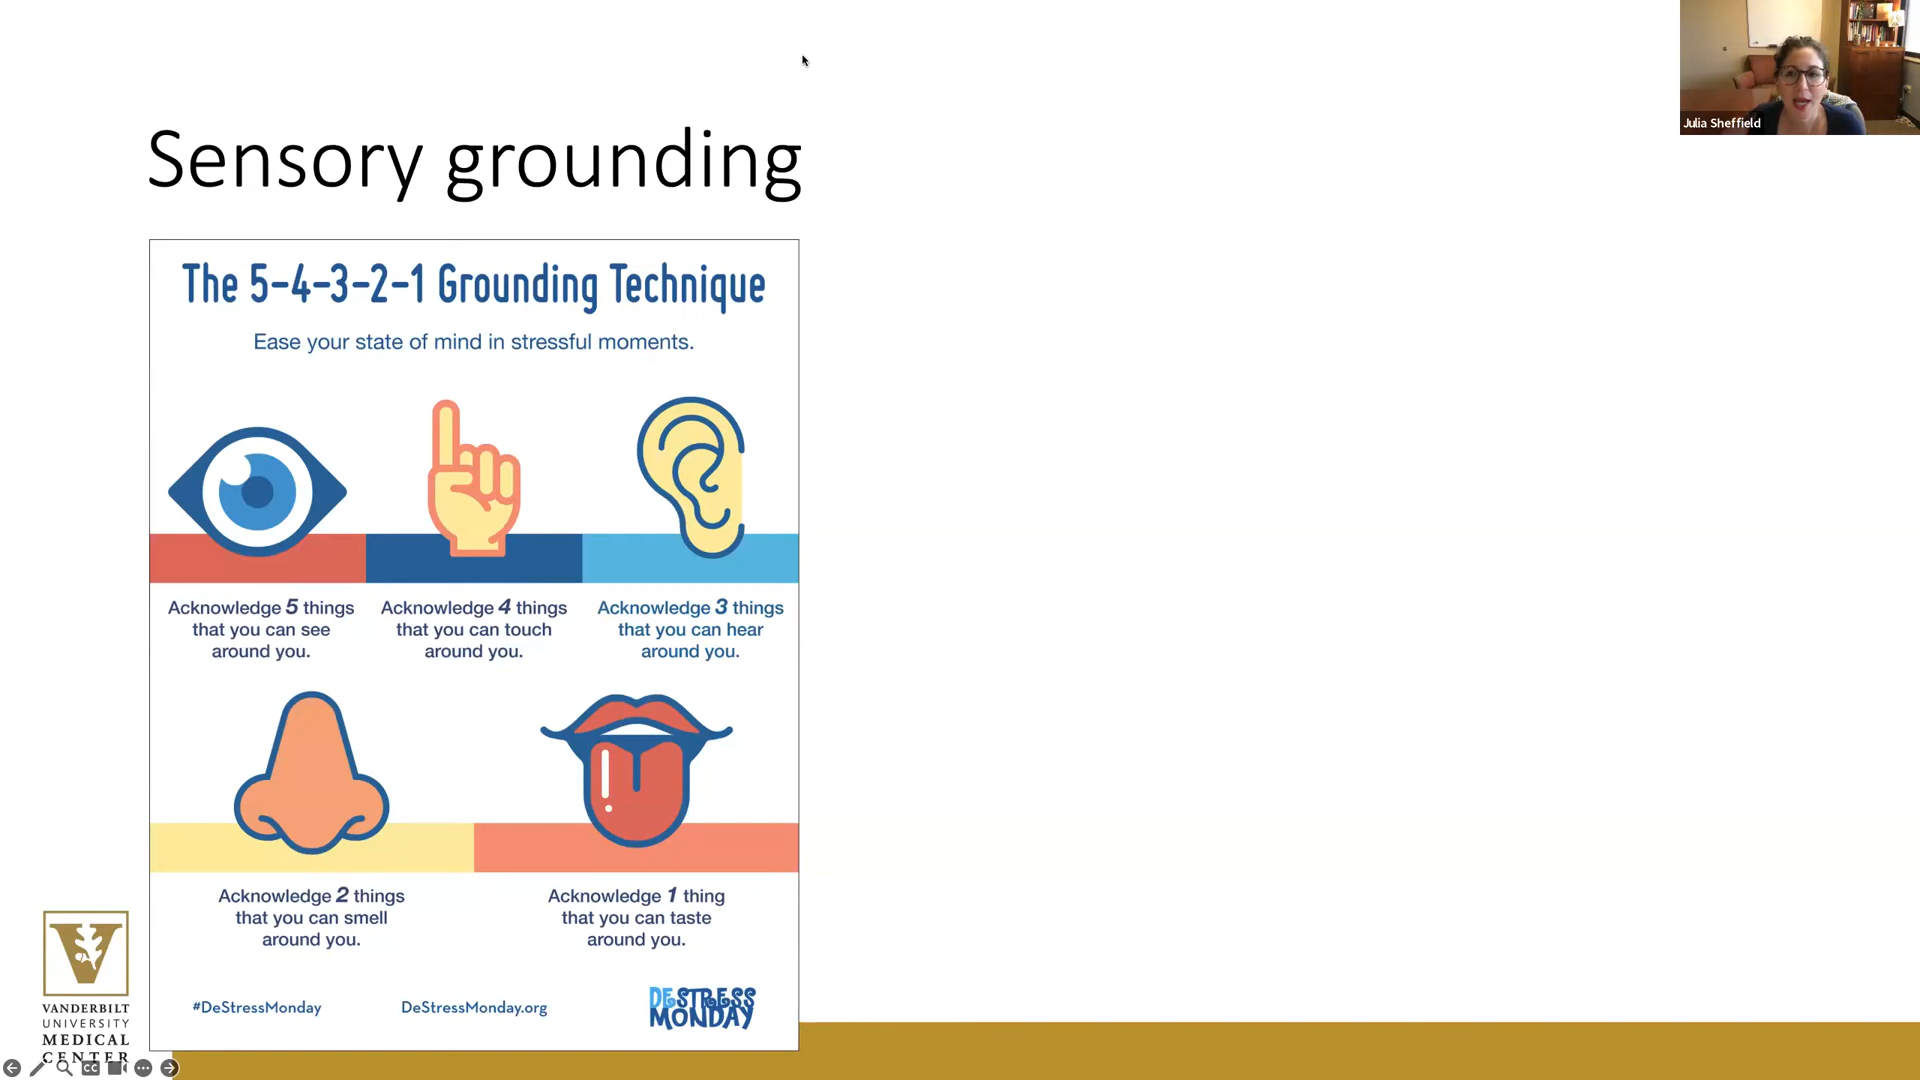 Julia Sheffield
Sensory grounding
The 5-4-3-2-1 Grounding Technique
Ease your state of mind in stressful moments.
Acknowledge 5 things
that you can see
around you.
Acknowledge 4 things
that you can touch
around you.
Acknowledge 3 things
that you can hear
around you.
Acknowledge 2 things
that you can smell
around you.
Acknowledge 1 thing
that you can taste
around you.
#DeStressMonday
DeStressMonday.org
DESTRESS
MONDAY
V
VANDERBILT
UNIVERSITY
MEDICAL
CENTER
CC